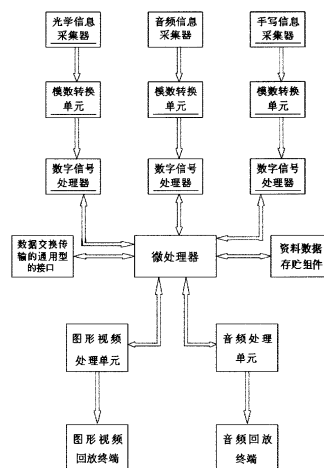 光学信息
采集器
音频信息
采集器
手写信息
采集器
模数转换
单元
模数转换
单元
模数转换
单元
数字信号
处理器
数字信号
处理器
数字信号
处理器
数据交换传
输的通用型
的接口
微处理器
资料数据
存贮组件
图形视频
处理单元
音频处理
单元
图形视频
回放终端
音频回放
终端